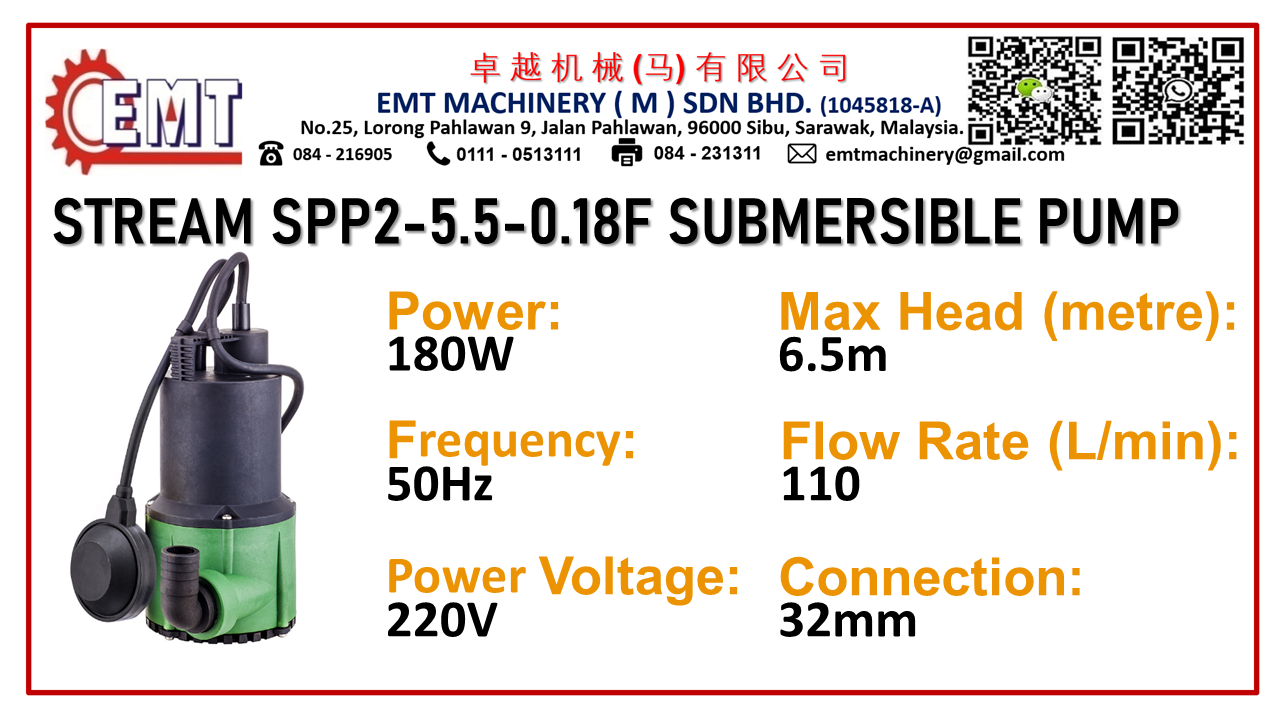 EMT
卓越机械(马)有限公司
EMT MACHINERY ( M ) SDN BHD. (1045818-A)
No.25, Lorong Pahlawan 9, Jalan Pahlawan, 96000 Sibu, Sarawak, Malaysia.
084 - 216905 0111 - 0513111 084 - 231311 emtmachinery@gmail.com
STREAM SPP2-5.5-0.18F SUBMERSIBLE PUMP
Power:
180W
Max Head (metre):
6.5m
Frequency:
50Hz
Flow Rate (L/min):
110
Power Voltage:
220V
Connection:
32mm